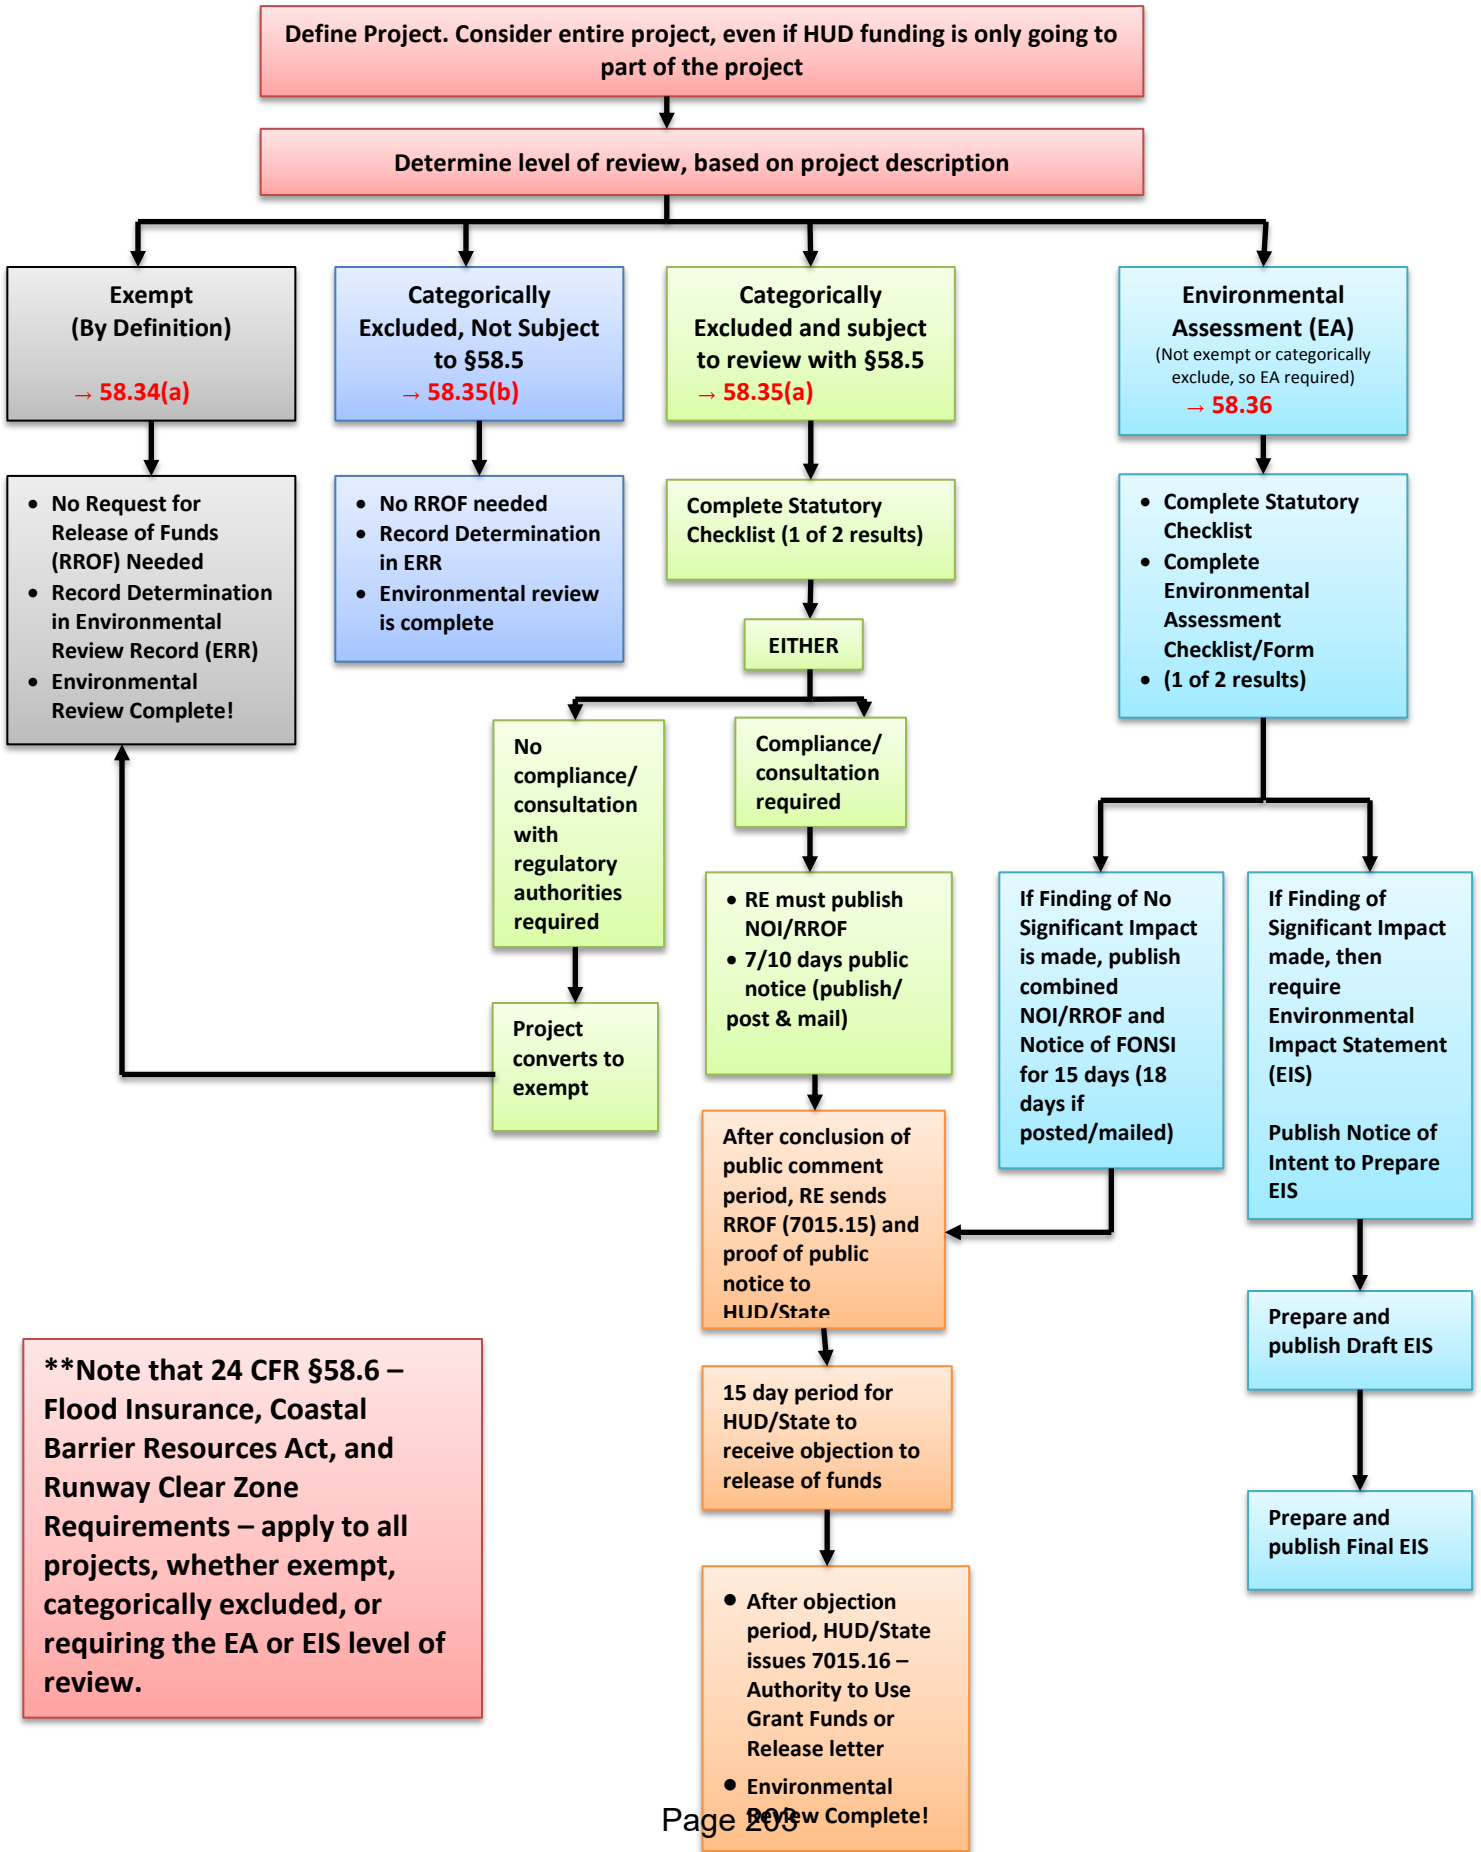 Define Project. Consider entire project, even if HUD funding is only going to
part of the project
Determine level of review, based on project description
Exempt
(By Definition)
→ 58.34(a)
Categorically
Excluded, Not Subject
to §58.5
→ 58.35(b)
Categorically
Excluded and subject
to review with §58.5
→ 58.35(a)
Environmental
Assessment (EA)
(Not exempt or categorically
exclude, so EA required)
→ 58.36
• No Request for
Release of Funds
(RROF) Needed
• Record Determination
in Environmental
Review Record (ERR)
• Environmental
Review Complete!
• No RROF needed
• Record Determination
in ERR
• Environmental review
is complete
Complete Statutory
Checklist (1 of 2 results)
• Complete Statutory
Checklist
• Complete
Environmental
Assessment
Checklist/Form
• (1 of 2 results)
EITHER
No
compliance/
consultation
with
regulatory
authorities
required
Compliance/
consultation
required
Project
converts to
exempt
• RE must publish
NOI/RROF
• 7/10 days public
notice (publish/
post & mail)
If Finding of No
Significant Impact
is made, publish
combined
NOI/RROF and
Notice of FONSI
for 15 days (18
days if
posted/mailed)
If Finding of
Significant Impact
made, then
require
Environmental
Impact Statement
(EIS)
Publish Notice of
Intent to Prepare
EIS
After conclusion of
public comment
period, RE sends
RROF (7015.15) and
proof of public
notice to
HUD/State
Prepare and
publish Draft EIS
15 day period for
HUD/State to
receive objection to
release of funds
Prepare and
publish Final EIS
**Note that 24 CFR §58.6 –
Flood Insurance, Coastal
Barrier Resources Act, and
Runway Clear Zone
Requirements – apply to all
projects, whether exempt,
categorically excluded, or
requiring the EA or EIS level of
review.
• After objection
period, HUD/State
issues 7015.16 –
Authority to Use
Grant Funds or
Release letter
• Environmental
Review Complete!
Page 203